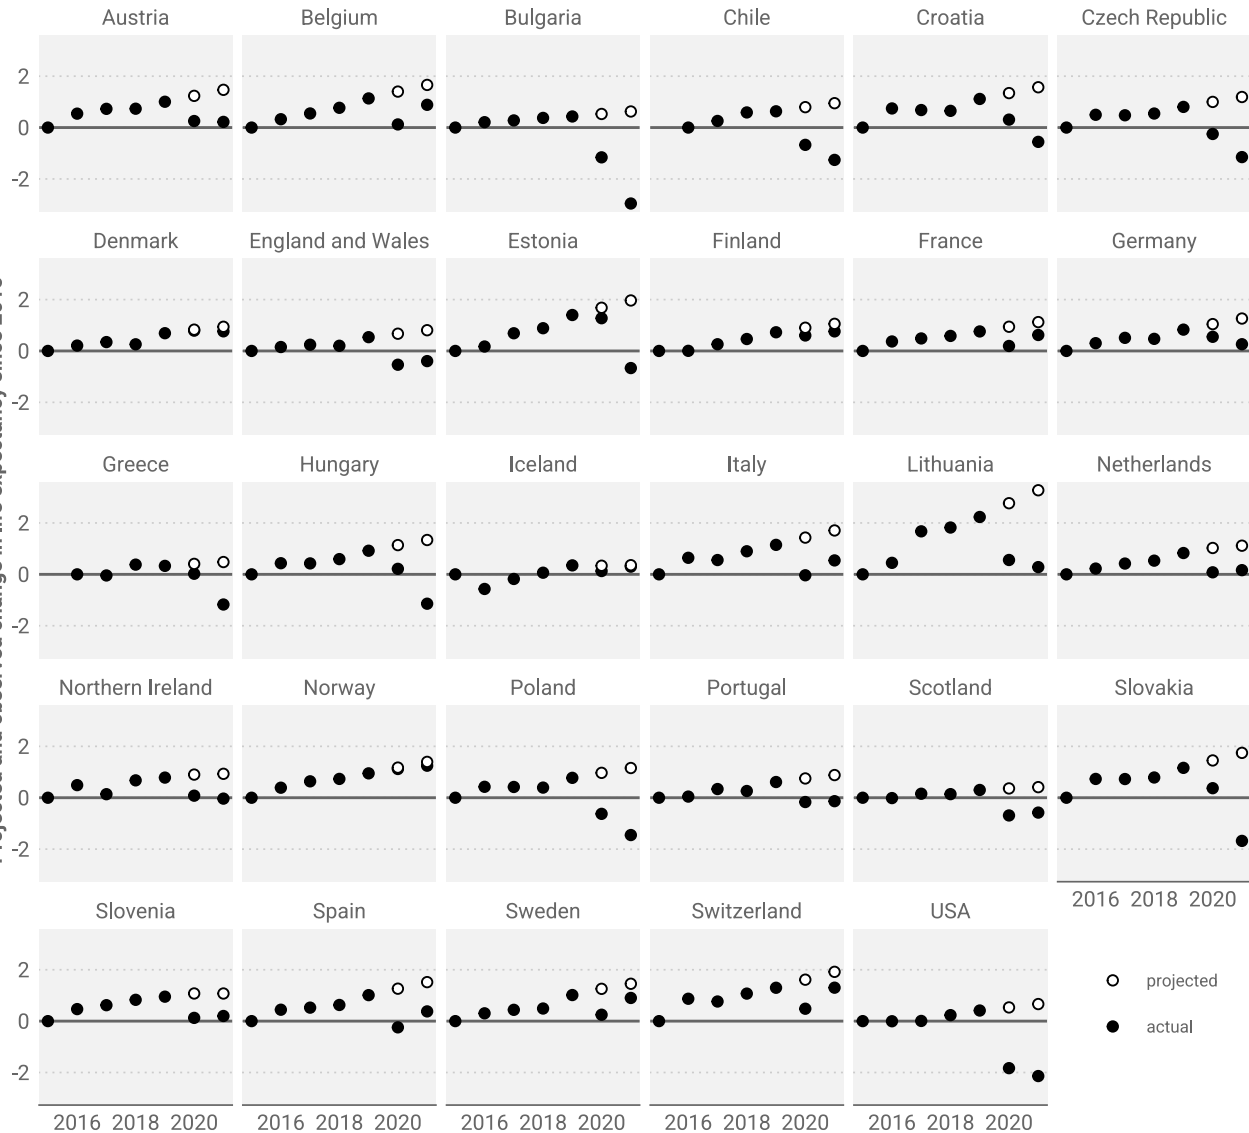 Austria Belgium Bulgaria Chile Croatia Czech Republic
2
0
-2
Denmark England and Wales Estonia Finland France Germany
2
0
-2
Greece Hungary Iceland Italy Lithuania Netherlands
2
0
-2
Northern Ireland Norway Poland Portugal Scotland Slovakia
2
0
-2
2016 2018 2020
Slovenia Spain Sweden Switzerland USA
2
0
-2
2016 2018 2020 2016 2018 2020 2016 2018 2020 2016 2018 2020 2016 2018 2020
projected
actual